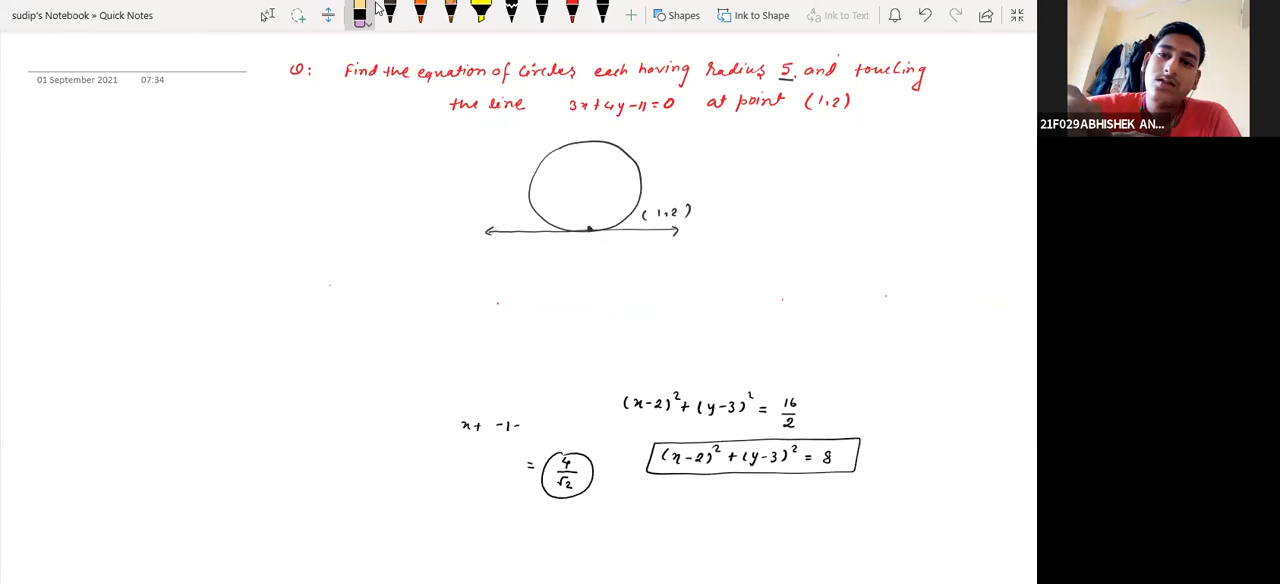 sudip's Notebook » Quick Notes
Shapes
Ink to Shape
Ink to Text
01 September 2021 07:34
Q: Find the equation of circles each having radius 5, and touching
the line 3x+4y-11=0 at point (1,2)
(1,2)
(x-2)²+(y-3)² = 16/2
x+ -1-
= 4/√2
(x-2)²+(y-3)² = 8
21F029ABHISHEK AN...